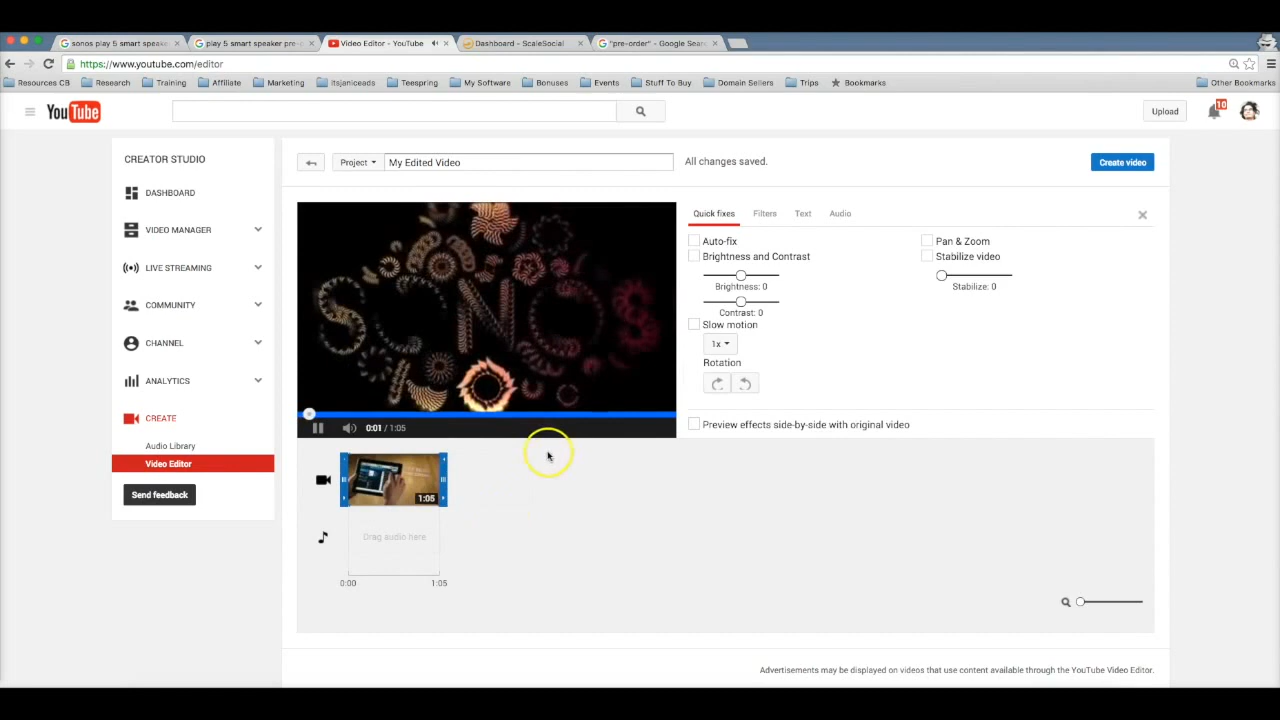 sonos play 5 smart speake
play 5 smart speaker pre-
Video Editor - YouTube
Dashboard - ScaleSocial
"pre-order" - Google Sear
https://www.youtube.com/editor
Resources CB Research Training Affiliate Marketing itsjaniceads Teespring My Software Bonuses Events Stuff To Buy Domain Sellers Trips Bookmarks Other Bookmarks
YouTube
Upload
10
CREATOR STUDIO
DASHBOARD
VIDEO MANAGER
LIVE STREAMING
COMMUNITY
CHANNEL
ANALYTICS
CREATE
Audio Library
Video Editor
Send feedback
Project
My Edited Video
All changes saved.
Create video
SONOS
0:01 / 1:05
Quick fixes Filters Text Audio
Auto-fix
Brightness and Contrast
Brightness: 0
Contrast: 0
Slow motion
1x
Rotation
Pan & Zoom
Stabilize video
Stabilize: 0
Preview effects side-by-side with original video
1:05
Drag audio here
0:00 1:05
Advertisements may be displayed on videos that use content available through the YouTube Video Editor.